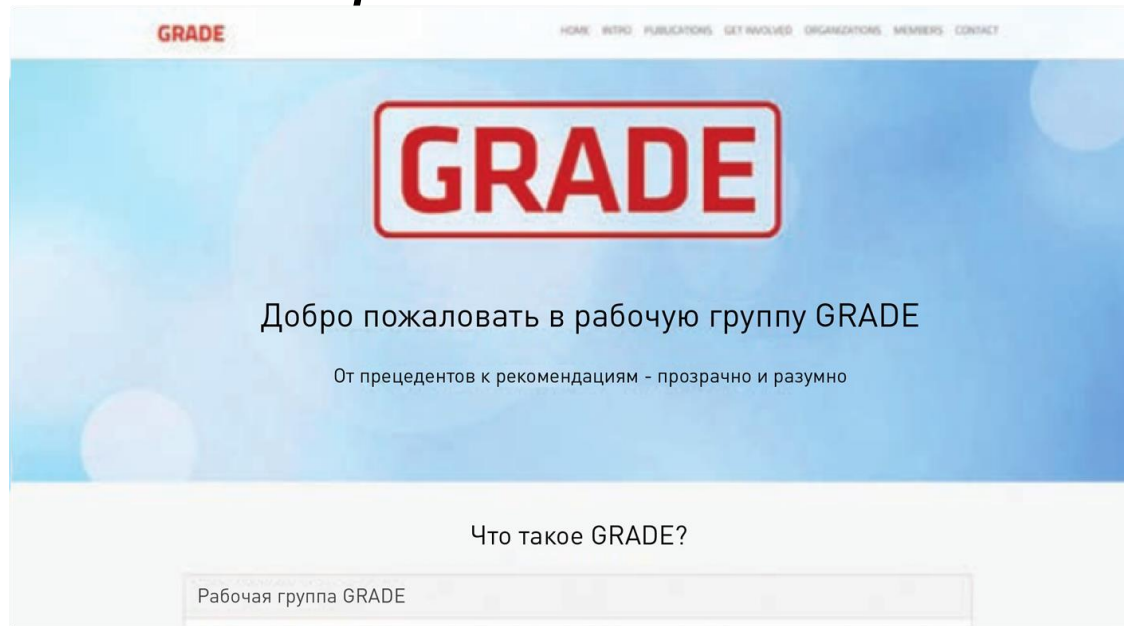 GRADE
HOME INTRO PUBLICATIONS GET INVOLVED ORGANIZATIONS MEMBERS CONTACT
GRADE
Добро пожаловать в рабочую группу GRADE
От прецедентов к рекомендациям - прозрачно и разумно
Что такое GRADE?
Рабочая группа GRADE